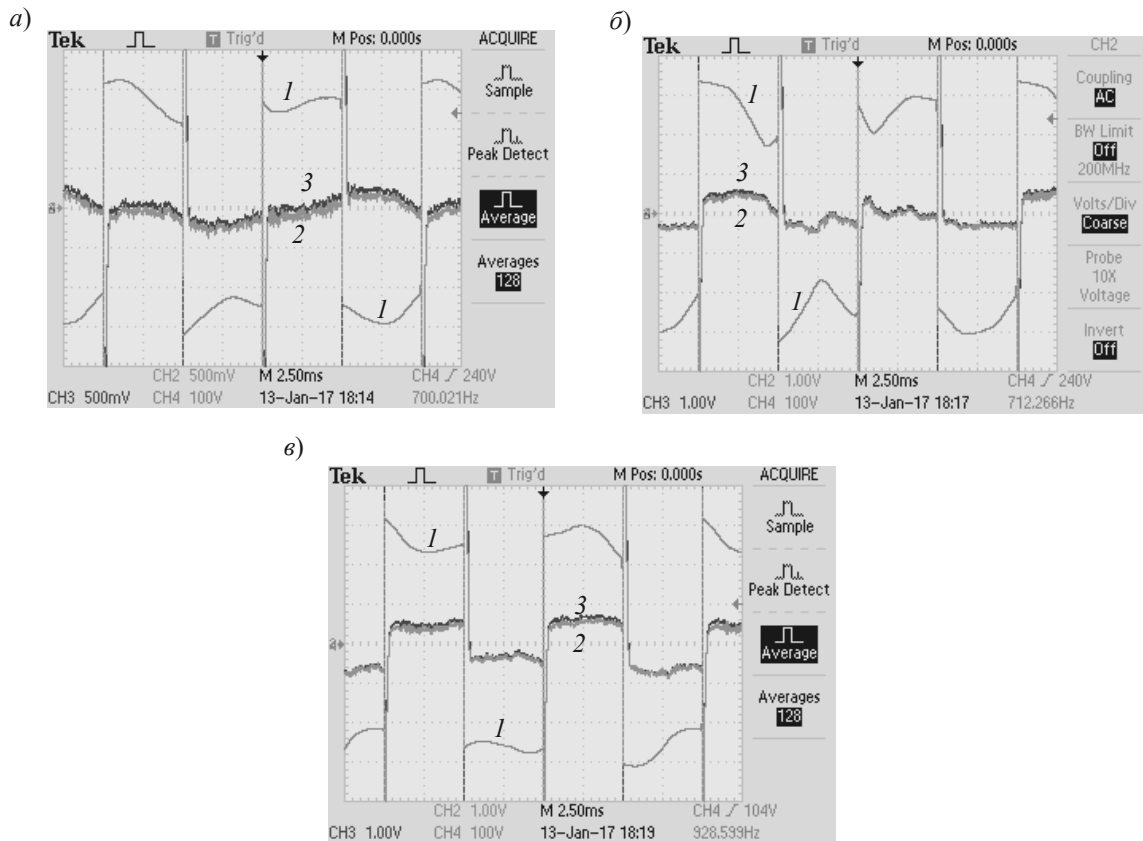 а)
Tek
T Trig'd
M Pos: 0.000s
ACQUIRE
Sample
Peak Detect
Average
Averages
128
1
3
2
1
CH2 500mV
M 2.50ms
CH4 240V
CH3 500mV
CH4 100V
13-Jan-17 18:14
700.021Hz
б)
T Trig'd
M Pos: 0.000s
CH2
Tek
Coupling
AC
BW Limit
Off
200MHz
Volts/Div
Coarse
Probe
10X
Voltage
Invert
Off
1
3
2
1
CH2 1.00V
M 2.50ms
CH4 240V
CH3 1.00V
CH4 100V
13-Jan-17 18:17
712.266Hz
в)
Tek
T Trig'd
M Pos: 0.000s
ACQUIRE
Sample
Peak Detect
Average
Averages
128
1
3
2
1
CH2 1.00V
M 2.50ms
CH4 104V
CH3 1.00V
CH4 100V
13-Jan-17 18:19
928.599Hz